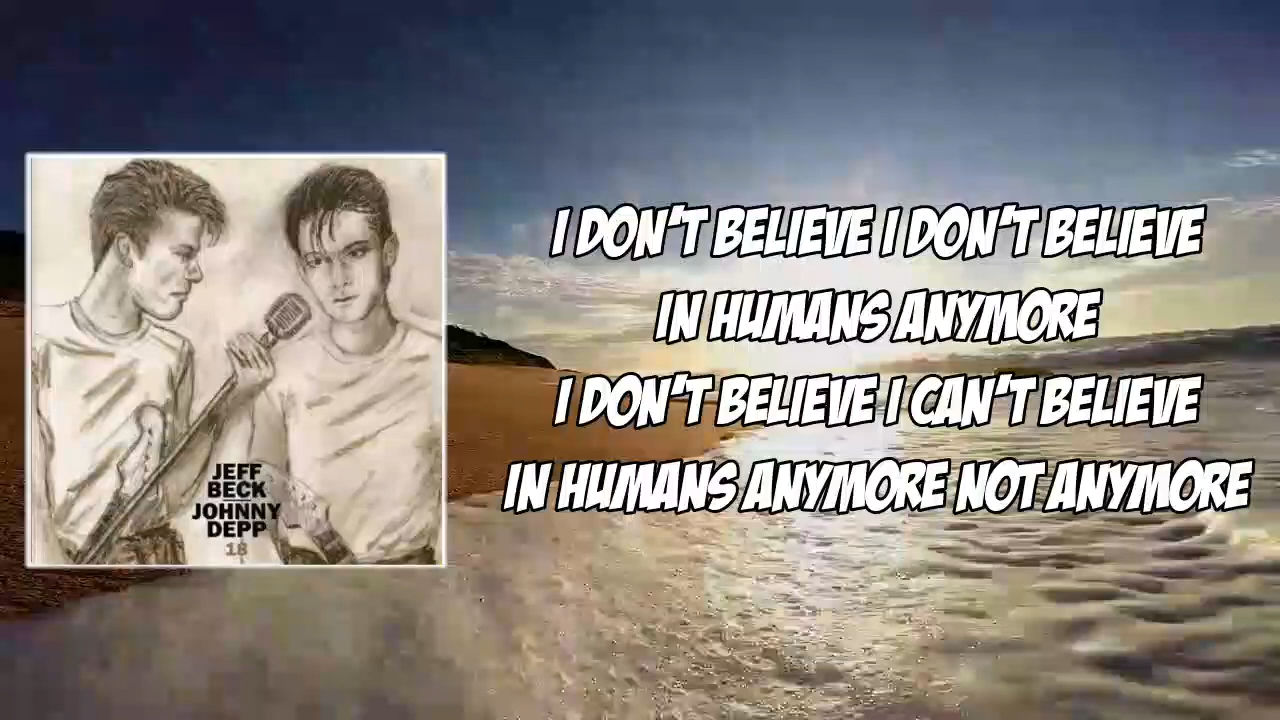 JEFF
BECK
JOHNNY
DEPP
18
I DON'T BELIEVE I DON'T BELIEVE
IN HUMANS ANYMORE
I DON'T BELIEVE I CAN'T BELIEVE
IN HUMANS ANYMORE NOT ANYMORE